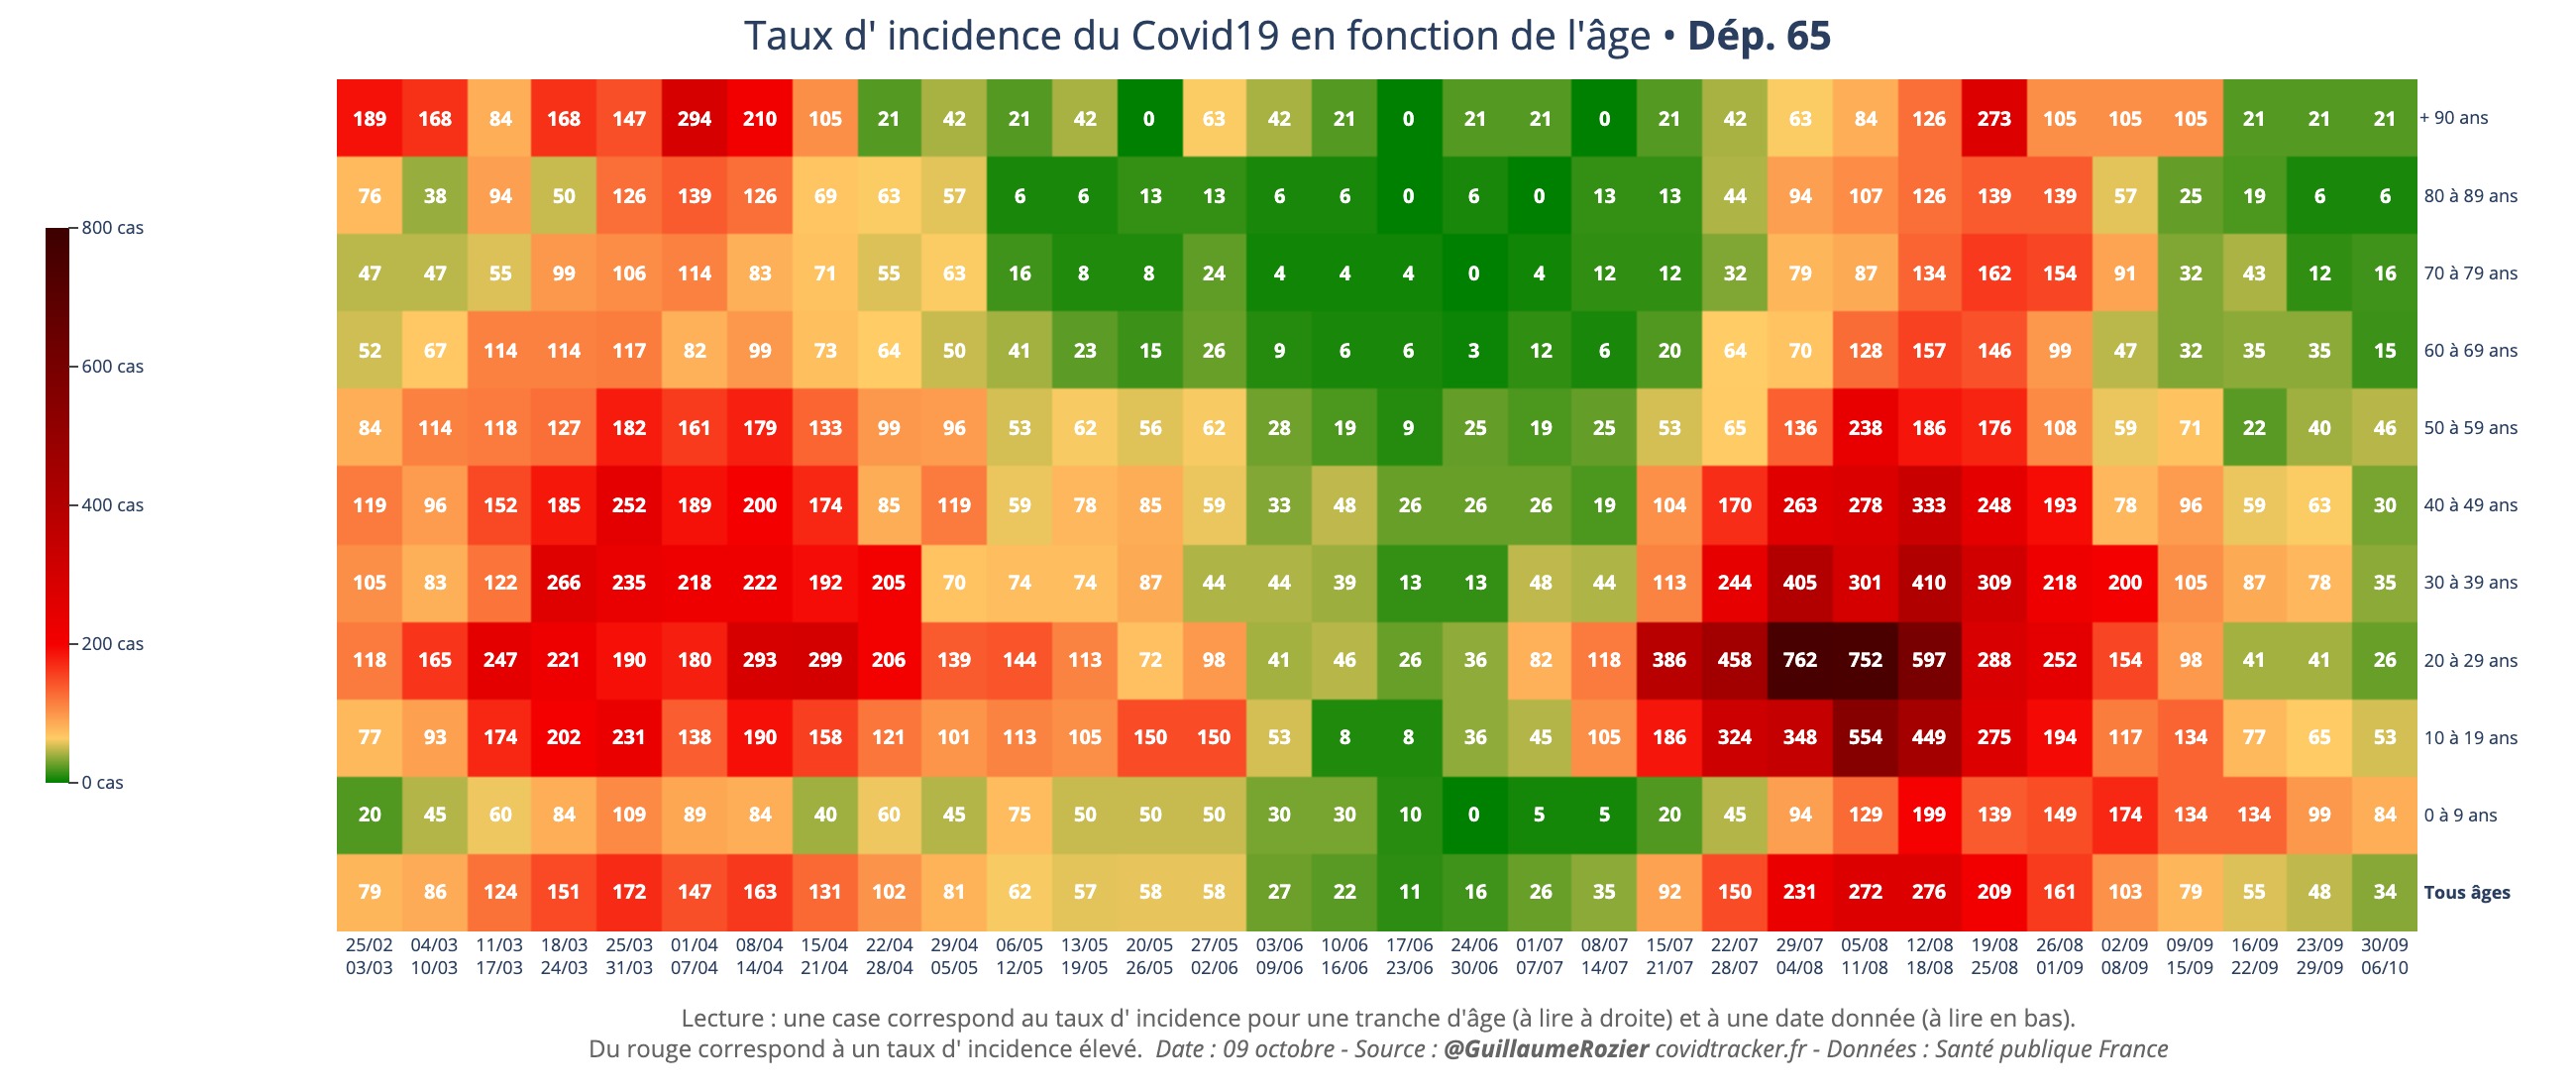 Taux d' incidence du Covid19 en fonction de l'âge • Dép. 65
189 168 84 168 147 294 210 105 21 42 21 42 0 63 42 21 0 21 21 0 21 42 63 84 126 273 105 105 105 21 21 21 + 90 ans
76 38 94 50 126 139 126 69 63 57 6 6 13 13 6 6 0 6 0 13 13 44 94 107 126 139 139 57 25 19 6 6 80 à 89 ans
800 cas
47 47 55 99 106 114 83 71 55 63 16 8 8 24 4 4 4 0 4 12 12 32 79 87 134 162 154 91 32 43 12 16 70 à 79 ans
52 67 114 114 117 82 99 73 64 50 41 23 15 26 9 6 6 3 12 6 20 64 70 128 157 146 99 47 32 35 35 15 60 à 69 ans
600 cas
84 114 118 127 182 161 179 133 99 96 53 62 56 62 28 19 9 25 19 25 53 65 136 238 186 176 108 59 71 22 40 46 50 à 59 ans
400 cas
119 96 152 185 252 189 200 174 85 119 59 78 85 59 33 48 26 26 26 19 104 170 263 278 333 248 193 78 96 59 63 30 40 à 49 ans
105 83 122 266 235 218 222 192 205 70 74 74 87 44 44 39 13 13 48 44 113 244 405 301 410 309 218 200 105 87 78 35 30 à 39 ans
200 cas
118 165 247 221 190 180 293 299 206 139 144 113 72 98 41 46 26 36 82 118 386 458 762 752 597 288 252 154 98 41 41 26 20 à 29 ans
77 93 174 202 231 138 190 158 121 101 113 105 150 150 53 8 8 36 45 105 186 324 348 554 449 275 194 117 134 77 65 53 10 à 19 ans
0 cas
20 45 60 84 109 89 84 40 60 45 75 50 50 50 30 30 10 0 5 5 20 45 94 129 199 139 149 174 134 134 99 84 0 à 9 ans
79 86 124 151 172 147 163 131 102 81 62 57 58 58 27 22 11 16 26 35 92 150 231 272 276 209 161 103 79 55 48 34 Tous âges
25/02 04/03 11/03 18/03 25/03 01/04 08/04 15/04 22/04 29/04 06/05 13/05 20/05 27/05 03/06 10/06 17/06 24/06 01/07 08/07 15/07 22/07 29/07 05/08 12/08 19/08 26/08 02/09 09/09 16/09 23/09 30/09
03/03 10/03 17/03 24/03 31/03 07/04 14/04 21/04 28/04 05/05 12/05 19/05 26/05 02/06 09/06 16/06 23/06 30/06 07/07 14/07 21/07 28/07 04/08 11/08 18/08 25/08 01/09 08/09 15/09 22/09 29/09 06/10
Lecture : une case correspond au taux d' incidence pour une tranche d'âge (à lire à droite) et à une date donnée (à lire en bas).
Du rouge correspond à un taux d' incidence élevé. Date : 09 octobre - Source : @GuillaumeRozier covidtracker.fr - Données : Santé publique France